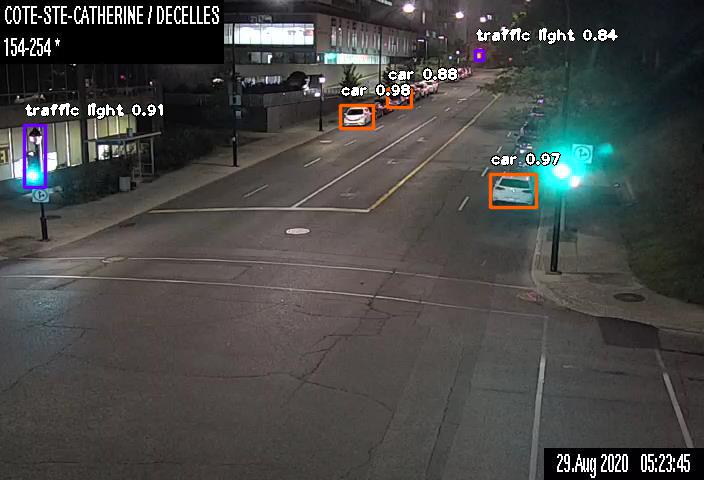 COTE-STE-CATHERINE / DECELLES
154-254 *
traffic light 0.84
car 0.88
car 0.98
traffic light 0.91
car 0.97
29.Aug 2020 05:23:45